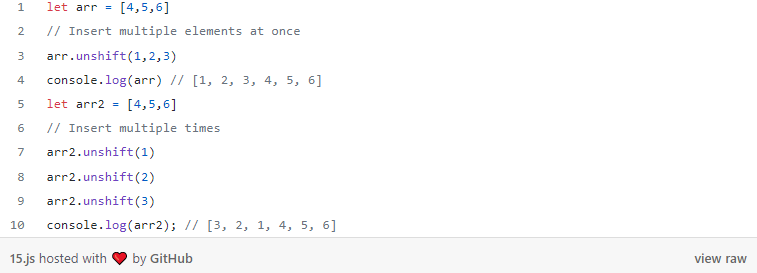 1 let arr = [4,5,6]
2 // Insert multiple elements at once
3 arr.unshift(1,2,3)
4 console.log(arr) // [1, 2, 3, 4, 5, 6]
5 let arr2 = [4,5,6]
6 // Insert multiple times
7 arr2.unshift(1)
8 arr2.unshift(2)
9 arr2.unshift(3)
10 console.log(arr2); // [3, 2, 1, 4, 5, 6]
15.js hosted with ❤ by GitHub view raw